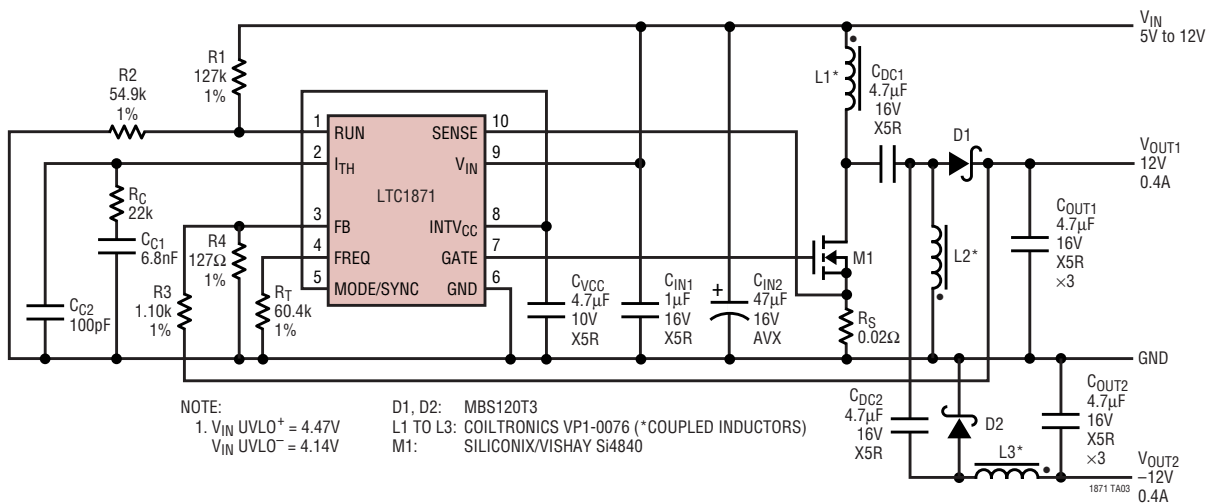 VIN
5V to 12V
R1
127k
1%
R2
54.9k
1%
L1*
CDC1
4.7µF
16V
X5R
D1
VOUT1
12V
0.4A
1
RUN
SENSE
10
2
ITH
VIN
9
LTC1871
3
FB
INTVCC
8
4
FREQ
GATE
7
5
MODE/SYNC
GND
6
RC
22k
CC1
6.8nF
R4
127Ω
1%
CC2
100pF
R3
1.10k
1%
RT
60.4k
1%
CVCC
4.7µF
10V
X5R
CIN1
1µF
16V
X5R
+
CIN2
47µF
16V
AVX
M1
RS
0.02Ω
L2*
COUT1
4.7µF
16V
X5R
×3
GND
CDC2
4.7µF
16V
X5R
D2
L3*
COUT2
4.7µF
16V
X5R
×3
VOUT2
–12V
0.4A
1871 TA03
NOTE:
1. VIN UVLO+ = 4.47V
VIN UVLO– = 4.14V
D1, D2: MBS120T3
L1 TO L3: COILTRONICS VP1-0076 (*COUPLED INDUCTORS)
M1: SILICONIX/VISHAY Si4840